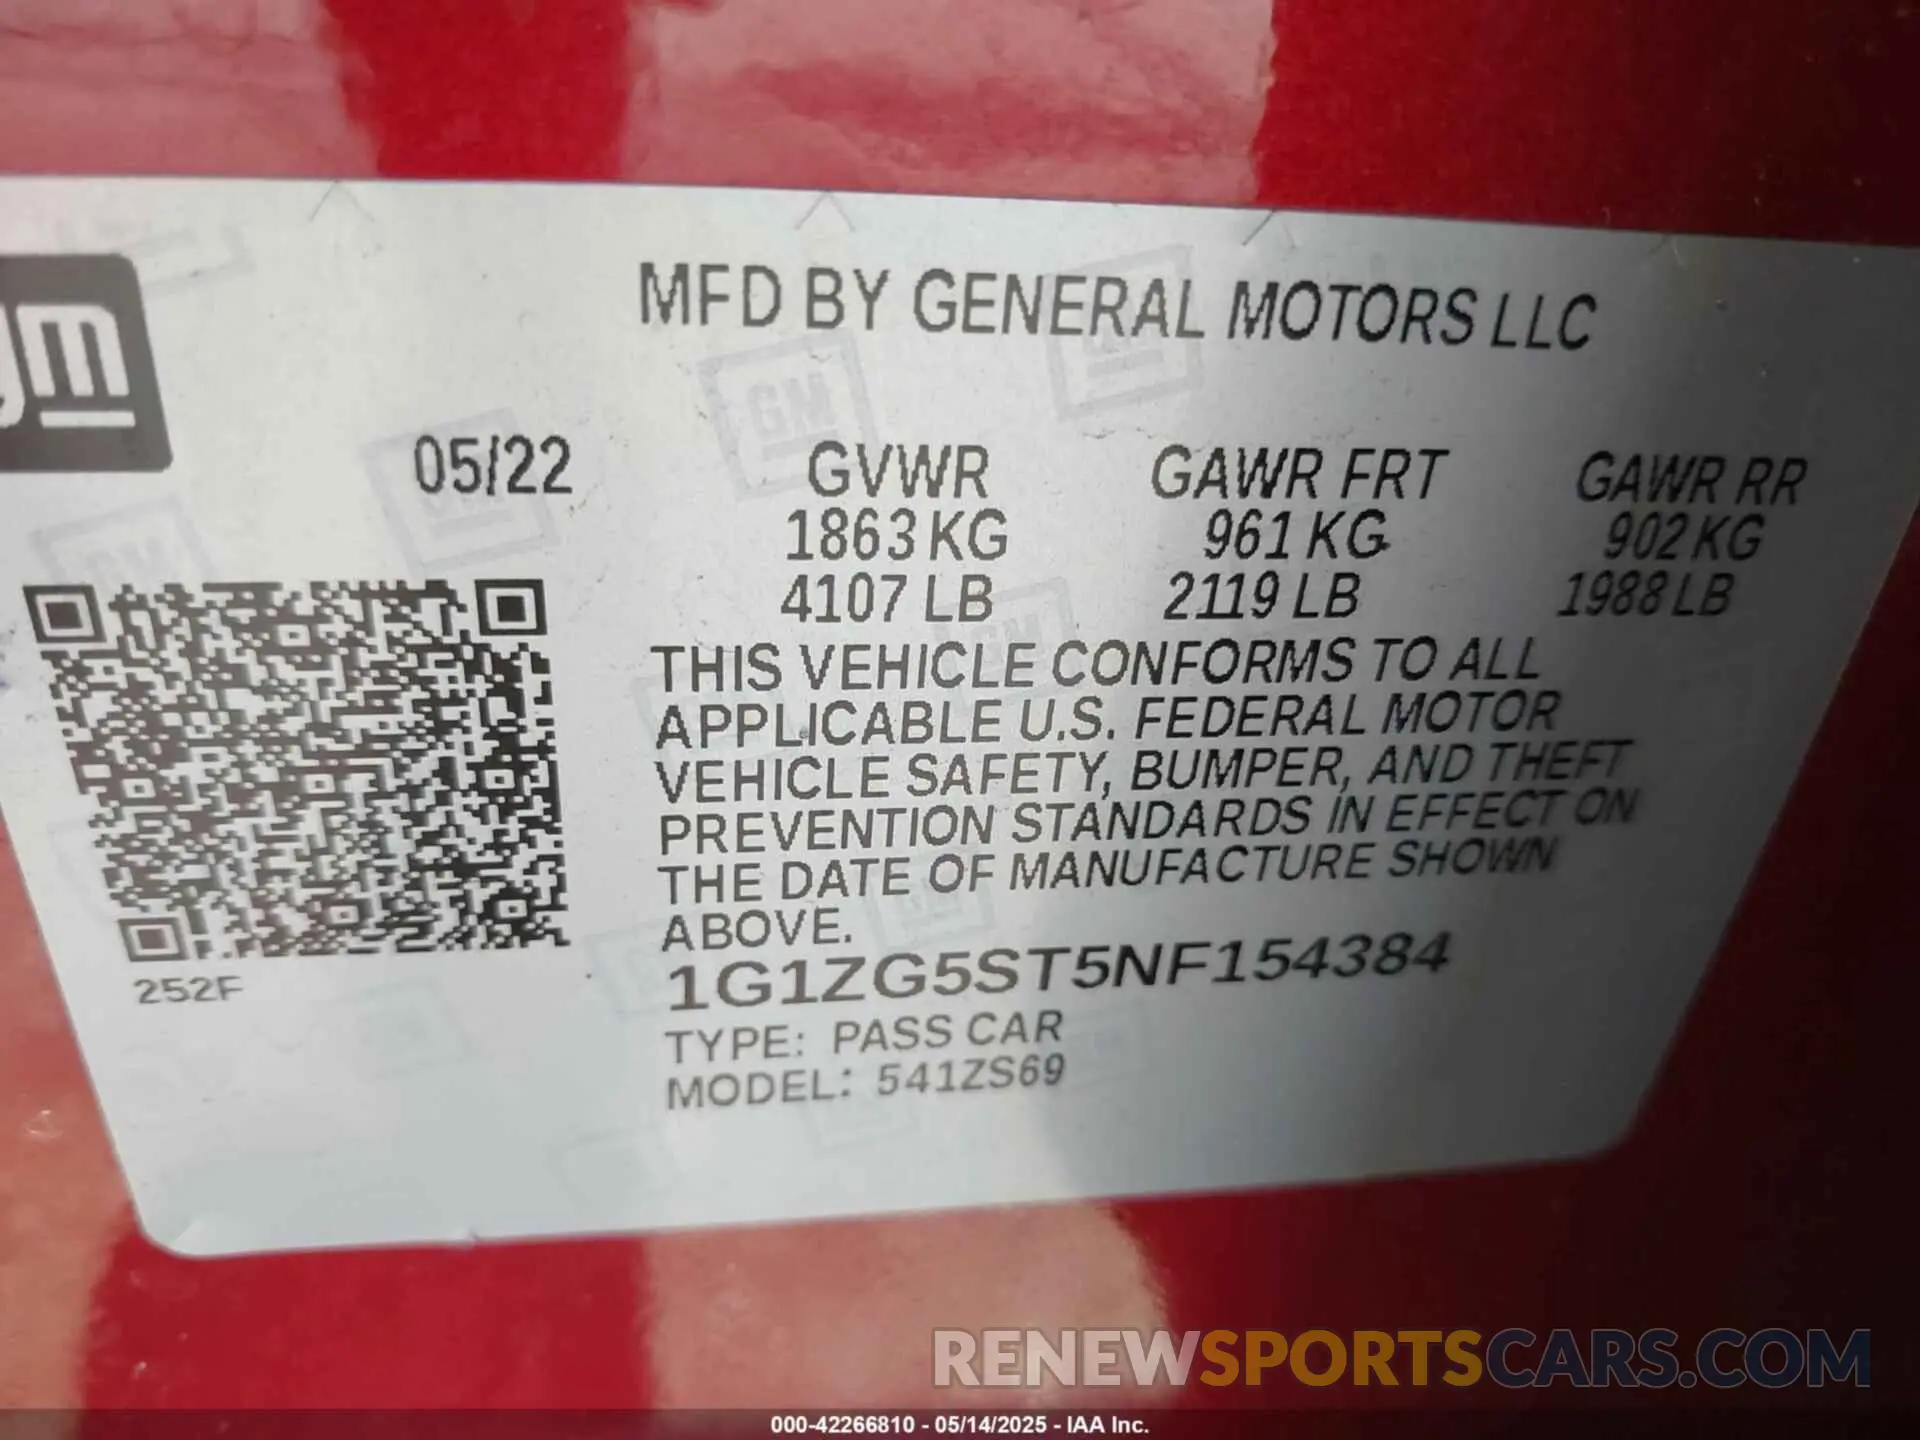 gm
MFD BY GENERAL MOTORS LLC
05/22
GVWR GAWR FRT GAWR RR
1863 KG 961 KG 902 KG
4107 LB 2119 LB 1988 LB
THIS VEHICLE CONFORMS TO ALL
APPLICABLE U.S. FEDERAL MOTOR
VEHICLE SAFETY, BUMPER, AND THEFT
PREVENTION STANDARDS IN EFFECT ON
THE DATE OF MANUFACTURE SHOWN
ABOVE.
252F
1G1ZG5ST5NF154384
TYPE: PASS CAR
MODEL: 541ZS69
RENEWSPORTSCARS.COM
000-42266810 - 05/14/2025 - IAA Inc.